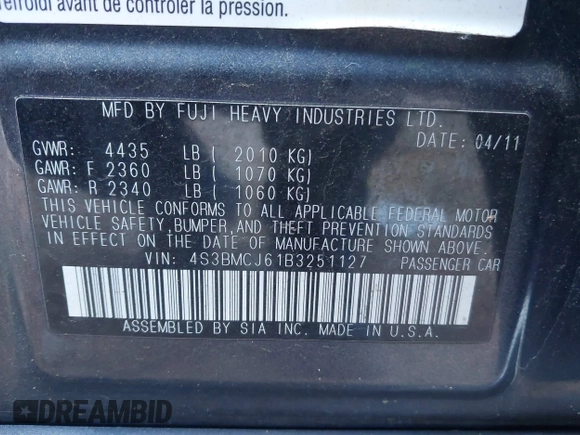 refroidi avant de contrôler la pression.
MFD BY FUJI HEAVY INDUSTRIES LTD.
DATE: 04/11
GVWR: 4435 LB ( 2010 KG)
GAWR: F 2360 LB ( 1070 KG)
GAWR: R 2340 LB ( 1060 KG)
THIS VEHICLE CONFORMS TO ALL APPLICABLE FEDERAL MOTOR
VEHICLE SAFETY,BUMPER,AND THEFT PREVENTION STANDARDS
IN EFFECT ON THE DATE OF MANUFACTURE SHOWN ABOVE.
VIN: 4S3BMCJ61B3251127 PASSENGER CAR
ASSEMBLED BY SIA INC. MADE IN U.S.A.
DREAMBID